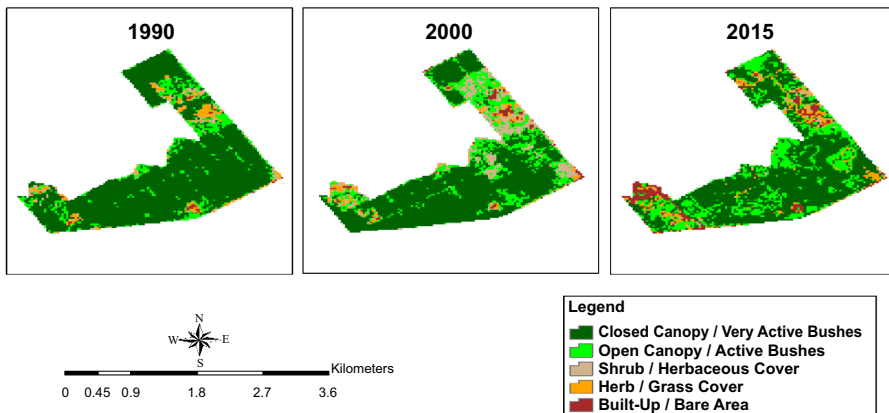 1990
2000
2015
N
W
E
S
Kilometers
0 0.45 0.9 1.8 2.7 3.6
Legend
Closed Canopy / Very Active Bushes
Open Canopy / Active Bushes
Shrub / Herbaceous Cover
Herb / Grass Cover
Built-Up / Bare Area